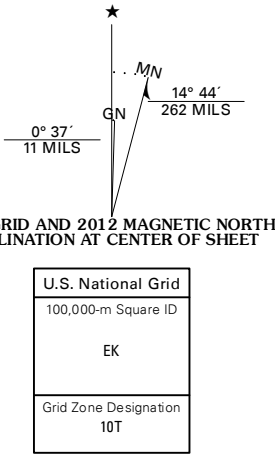 MN
GN
14° 44´
262 MILS
0° 37´
11 MILS
GRID AND 2012 MAGNETIC NORTH
LINATION AT CENTER OF SHEET
U.S. National Grid
100,000-m Square ID
EK
Grid Zone Designation
10T